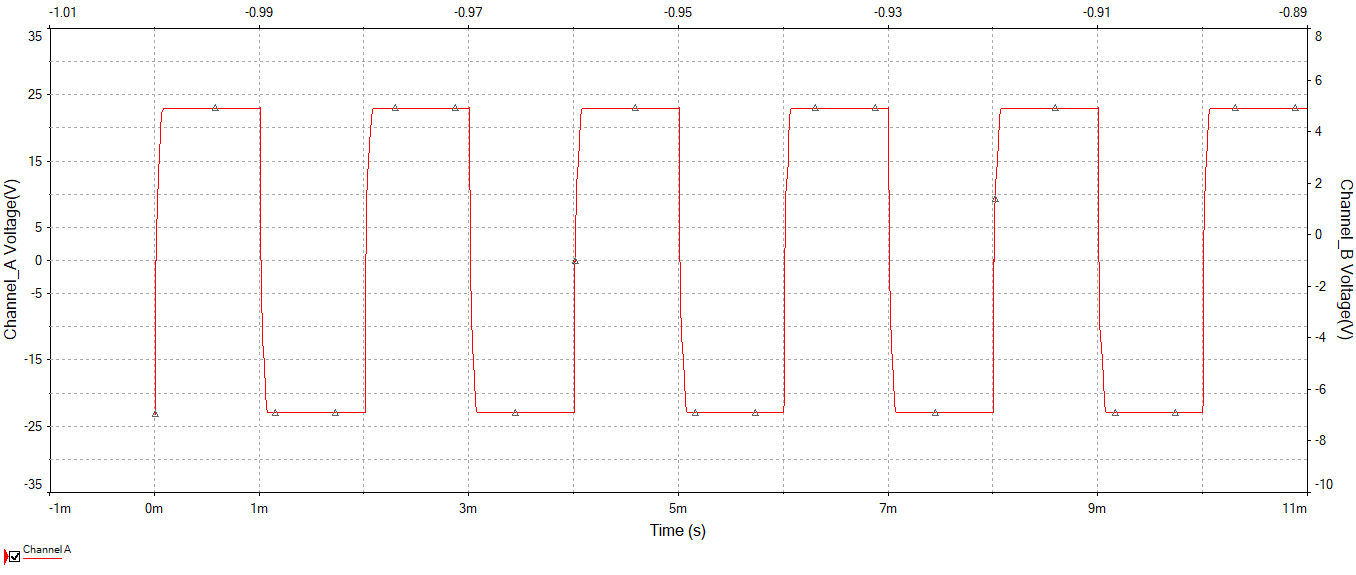 -1.01 -0.99 -0.97 -0.95 -0.93 -0.91 -0.89
35 8
25 6
4
15
2
5
0 0
-5
-2
-15 -4
-6
-25
-8
-35 -10
Channel_A Voltage(V)
Channel_B Voltage(V)
-1m 0m 1m 3m 5m 7m 9m 11m
Time (s)
Channel A